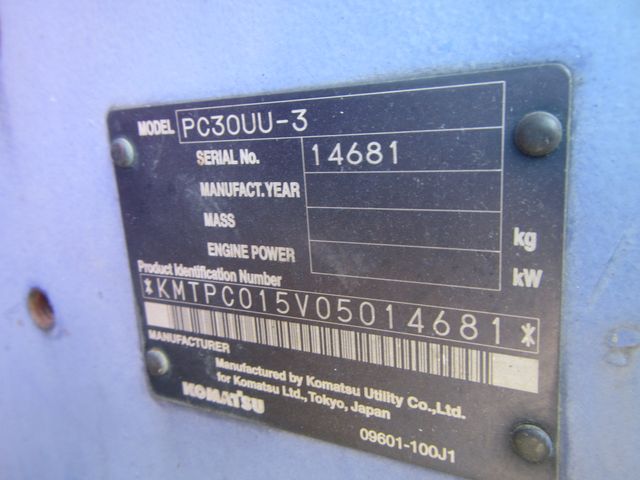 MODEL PC30UU-3
SERIAL No. 14681
MANUFACT.YEAR
MASS kg
ENGINE POWER kW
Product Identification Number
*KMTPC015V05014681*
MANUFACTURER
Manufactured by Komatsu Utility Co.,Ltd.
for Komatsu Ltd.,Tokyo, Japan
KOMATSU
09601-100J1